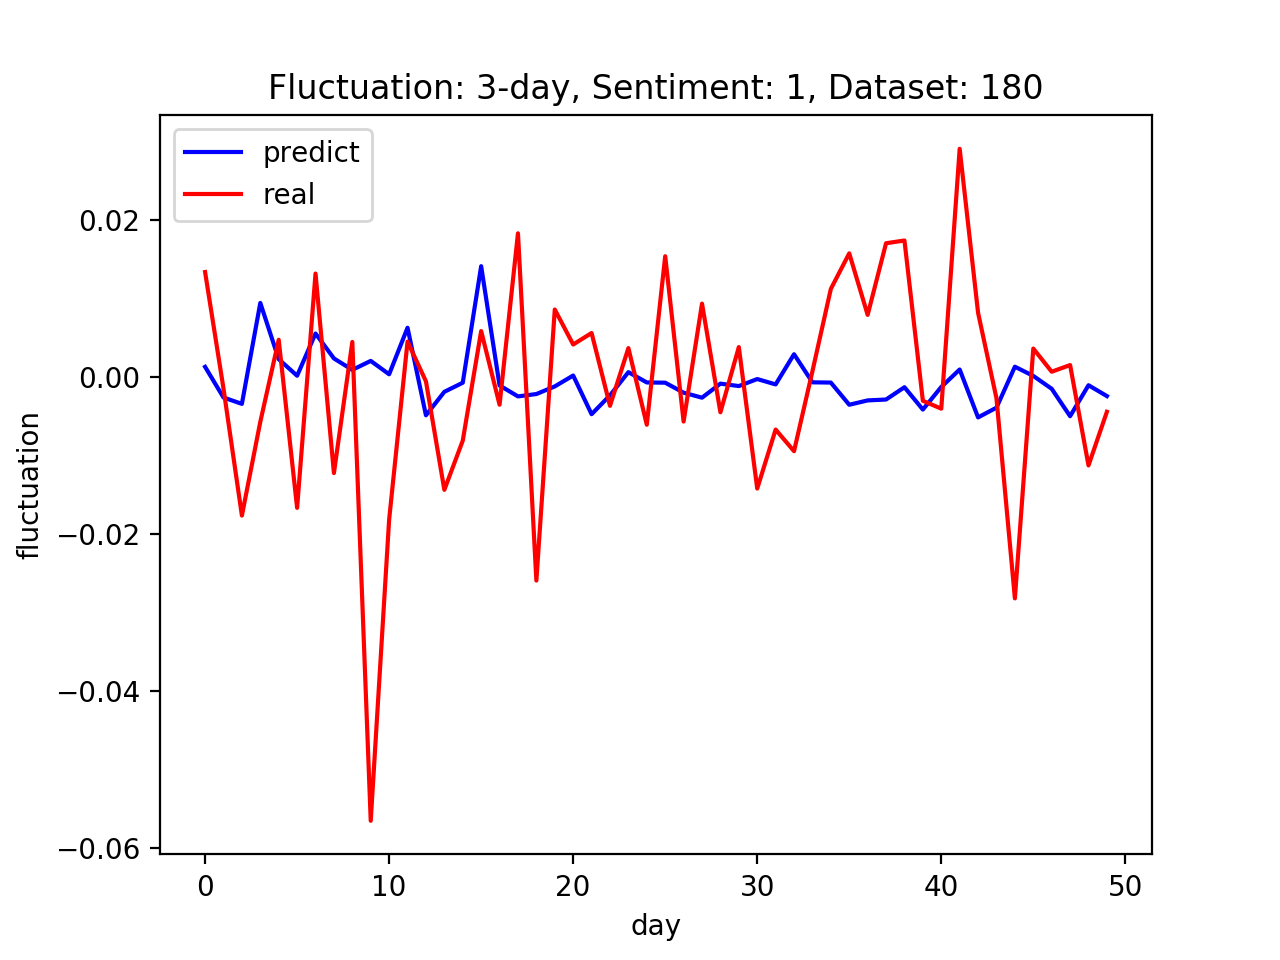 Fluctuation: 3-day, Sentiment: 1, Dataset: 180
predict
real
0.02
0.00
−0.02
−0.04
−0.06
fluctuation
0 10 20 30 40 50
day